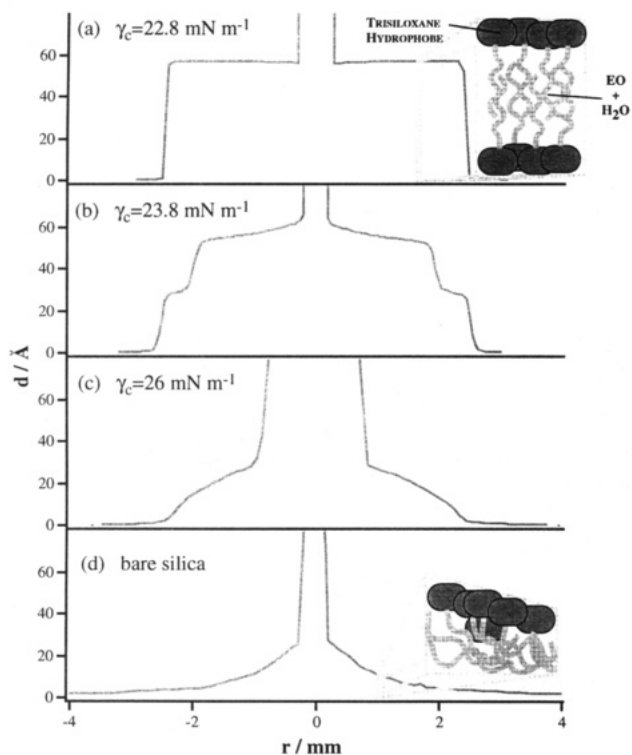 (a) γc=22.8 mN m-1
TRISILOXANE
HYDROPHOBE
EO
+
H2O
60
40
20
0
(b) γc=23.8 mN m-1
60
40
20
0
d / Å
(c) γc=26 mN m-1
60
40
20
0
(d) bare silica
60
40
20
0
-4
-2
0
2
4
r / mm